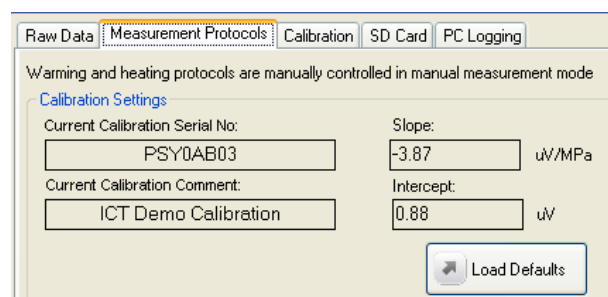 Raw Data Measurement Protocols Calibration SD Card PC Logging
Warming and heating protocols are manually controlled in manual measurement mode
Calibration Settings
Current Calibration Serial No: Slope:
PSY0AB03 -3.87 uV/MPa
Current Calibration Comment: Intercept:
ICT Demo Calibration 0.88 uV
Load Defaults